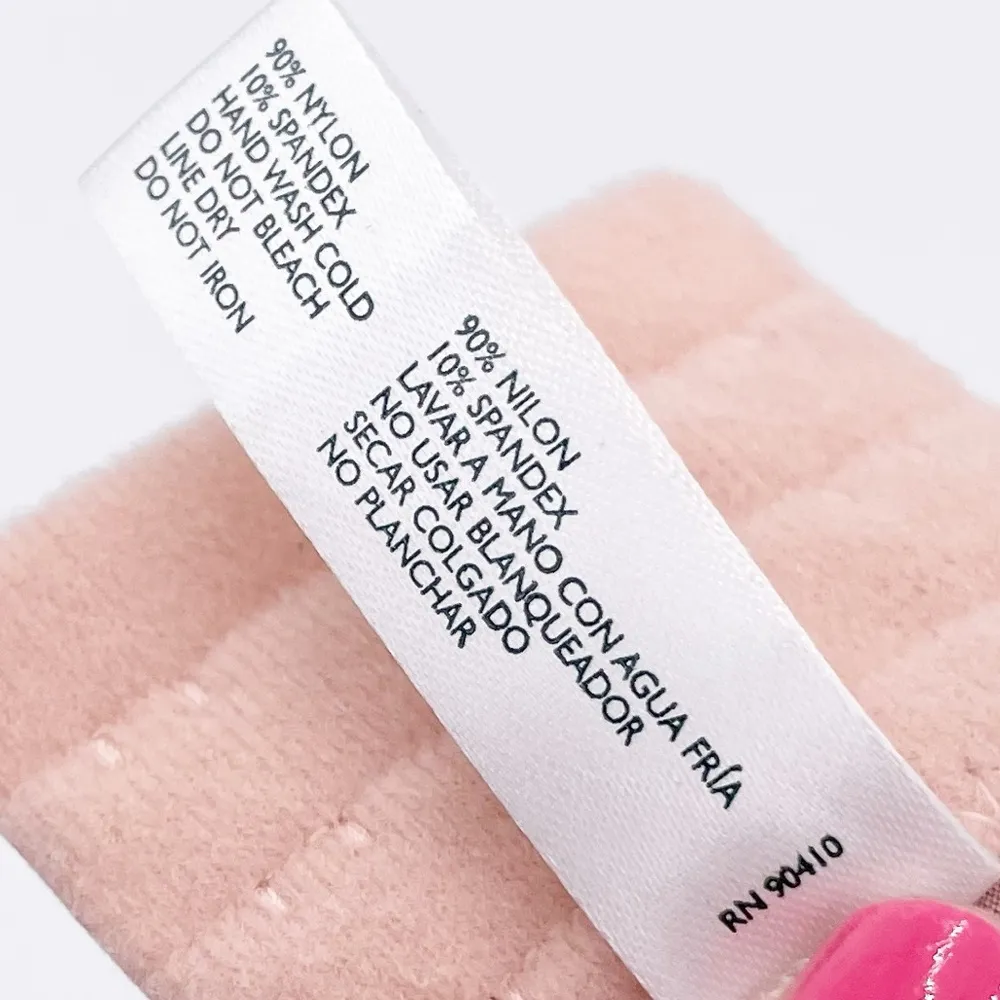 90% NYLON
10% SPANDEX
HAND WASH COLD
DO NOT BLEACH
LINE DRY
DO NOT IRON
90% NILON
10% SPANDEX
LAVAR A MANO CON AGUA FRÍA
NO USAR BLANQUEADOR
SECAR COLGADO
NO PLANCHAR
RN 90410